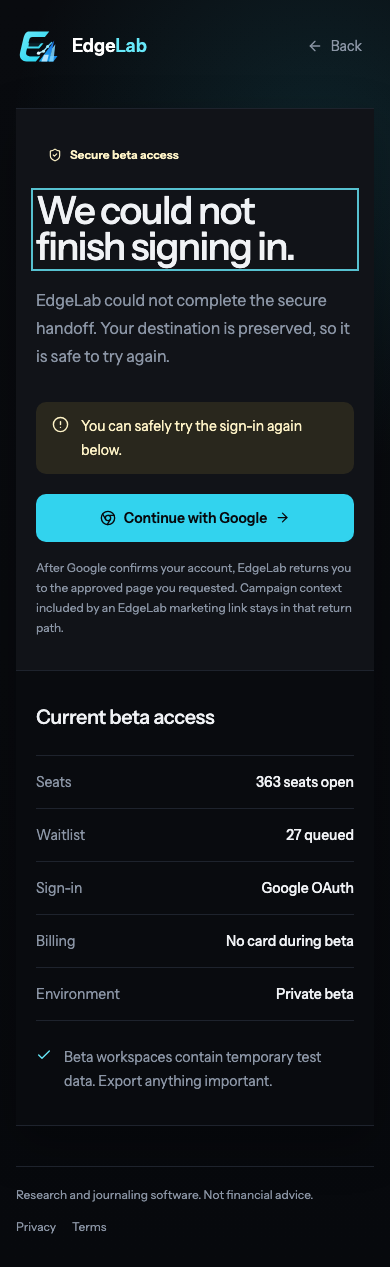 EdgeLab
Back
Secure beta access
We could not
finish signing in.
EdgeLab could not complete the secure
handoff. Your destination is preserved, so it
is safe to try again.
You can safely try the sign-in again
below.
Continue with Google
After Google confirms your account, EdgeLab returns you
to the approved page you requested. Campaign context
included by an EdgeLab marketing link stays in that return
path.
Current beta access
Seats 363 seats open
Waitlist 27 queued
Sign-in Google OAuth
Billing No card during beta
Environment Private beta
Beta workspaces contain temporary test
data. Export anything important.
Research and journaling software. Not financial advice.
Privacy Terms